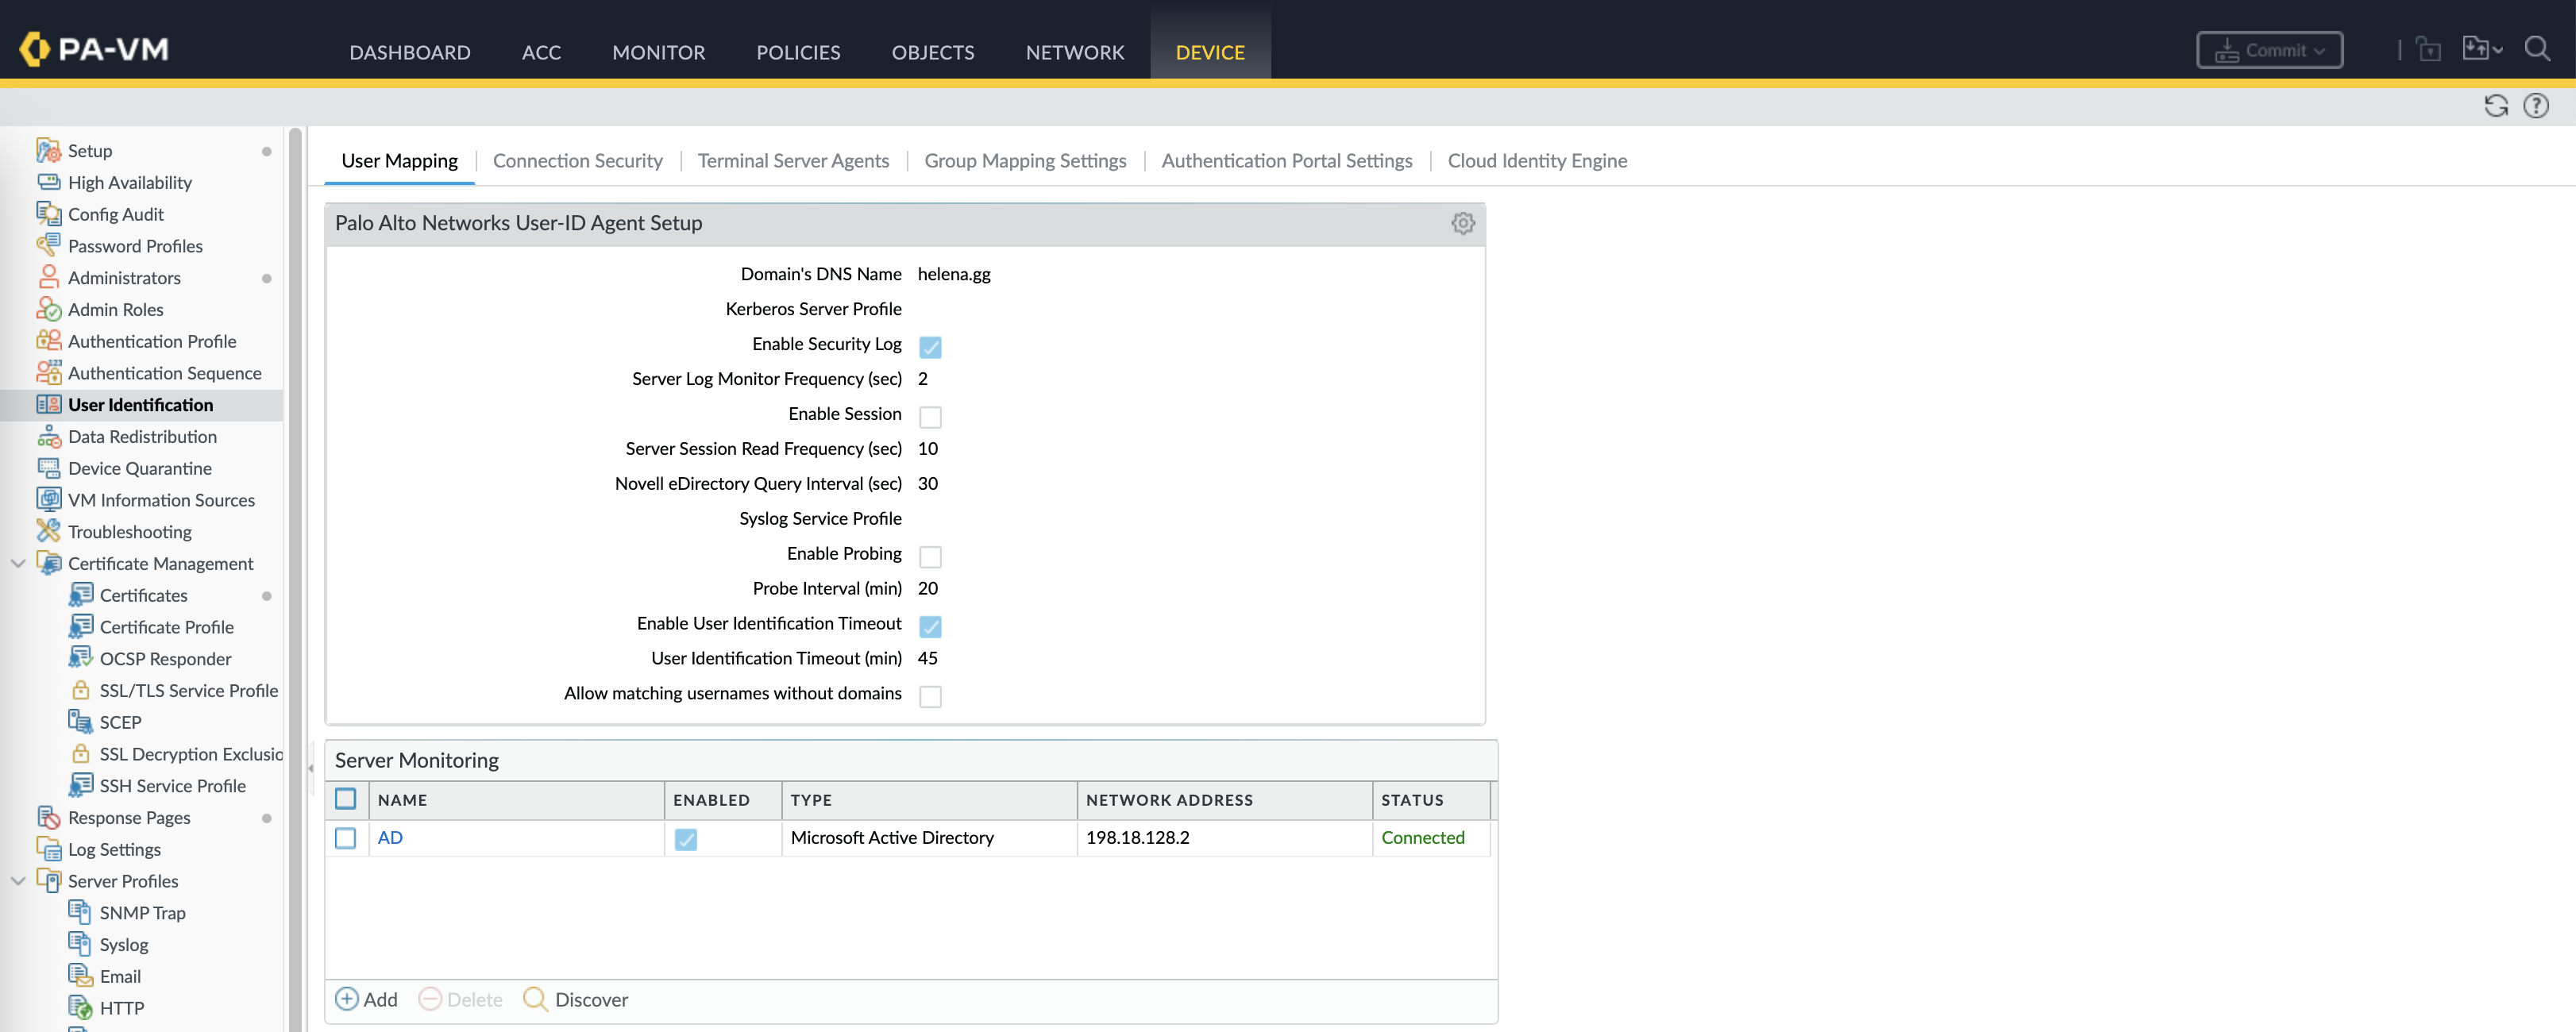 PA-VM
DASHBOARD
ACC
MONITOR
POLICIES
OBJECTS
NETWORK
DEVICE
Commit
Setup
High Availability
Config Audit
Password Profiles
Administrators
Admin Roles
Authentication Profile
Authentication Sequence
User Identification
Data Redistribution
Device Quarantine
VM Information Sources
Troubleshooting
Certificate Management
Certificates
Certificate Profile
OCSP Responder
SSL/TLS Service Profile
SCEP
SSL Decryption Exclusio
SSH Service Profile
Response Pages
Log Settings
Server Profiles
SNMP Trap
Syslog
Email
HTTP
User Mapping
Connection Security
Terminal Server Agents
Group Mapping Settings
Authentication Portal Settings
Cloud Identity Engine
Palo Alto Networks User-ID Agent Setup
Domain's DNS Name helena.gg
Kerberos Server Profile
Enable Security Log
Server Log Monitor Frequency (sec) 2
Enable Session
Server Session Read Frequency (sec) 10
Novell eDirectory Query Interval (sec) 30
Syslog Service Profile
Enable Probing
Probe Interval (min) 20
Enable User Identification Timeout
User Identification Timeout (min) 45
Allow matching usernames without domains
Server Monitoring
NAME ENABLED TYPE NETWORK ADDRESS STATUS
AD Microsoft Active Directory 198.18.128.2 Connected
Add Delete Discover